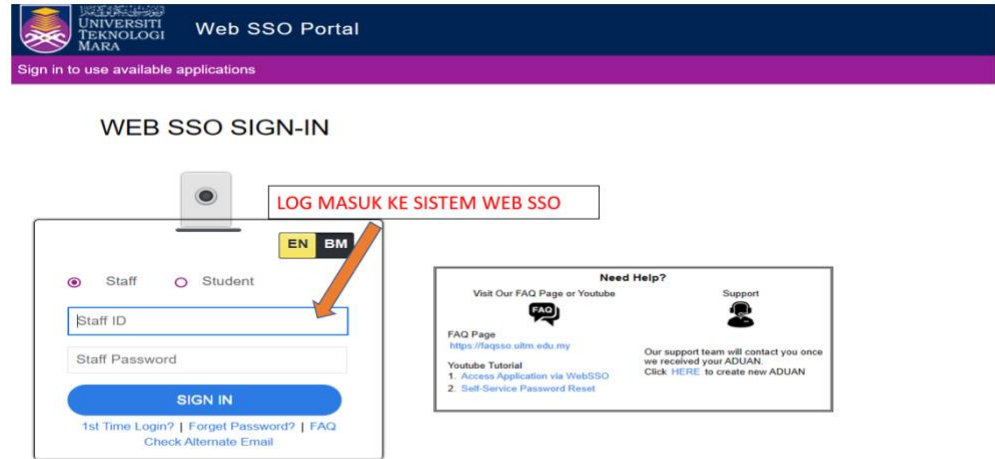 UNIVERSITI
TEKNOLOGI
MARA
Web SSO Portal
Sign in to use available applications
WEB SSO SIGN-IN
LOG MASUK KE SISTEM WEB SSO
EN BM
Staff Student
Staff ID
Staff Password
SIGN IN
1st Time Login? | Forget Password? | FAQ
Check Alternate Email
Need Help?
Visit Our FAQ Page or Youtube
FAQ
FAQ Page
https://faqsso.uitm.edu.my
Youtube Tutorial
1. Access Application via WebSSO
2. Self-Service Password Reset
Support
Our support team will contact you once
we received your ADUAN.
Click HERE to create new ADUAN